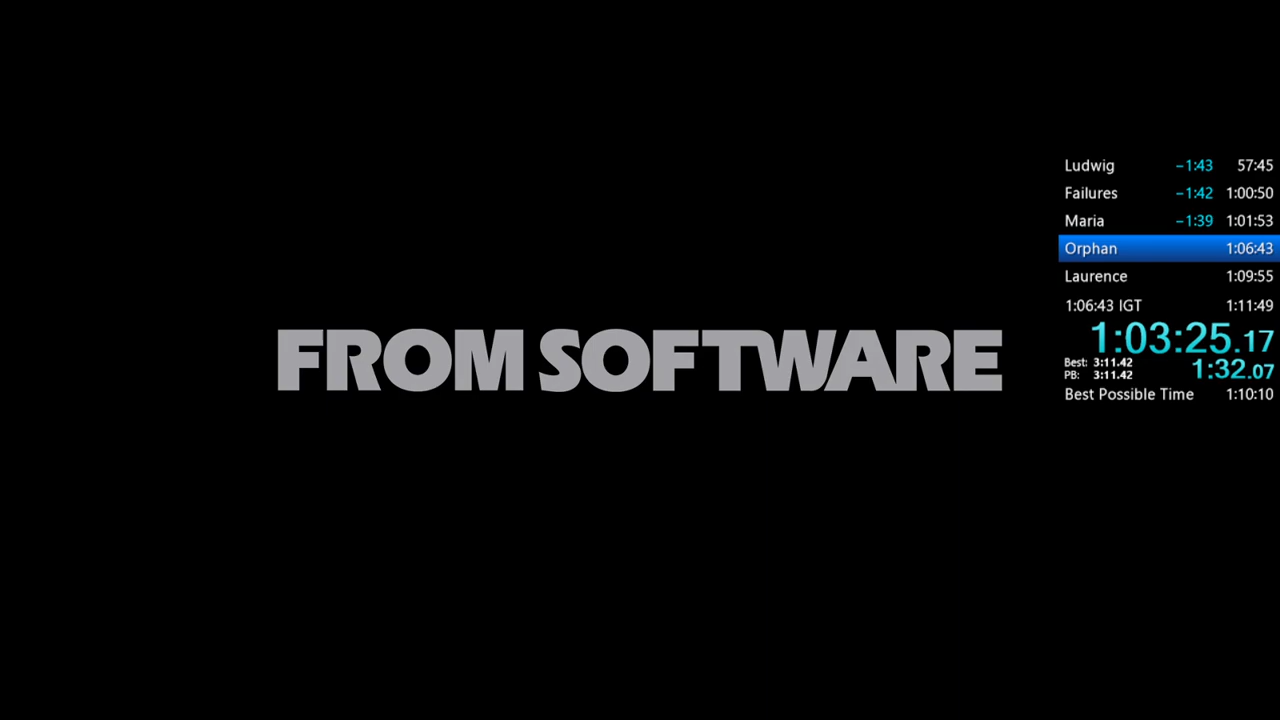 FROMSOFTWARE
Ludwig −1:43 57:45
Failures −1:42 1:00:50
Maria −1:39 1:01:53
Orphan 1:06:43
Laurence 1:09:55
1:06:43 IGT 1:11:49
1:03:25.17
Best: 3:11.42
PB: 3:11.42
1:32.07
Best Possible Time 1:10:10